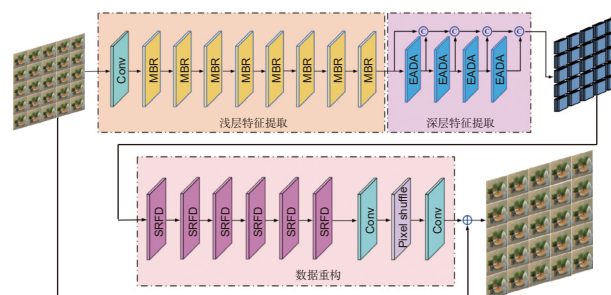 Conv
MBR
MBR
MBR
MBR
MBR
MBR
MBR
MBR
浅层特征提取
C
C
C
C
EADA
EADA
EADA
EADA
深层特征提取
SRFD
SRFD
SRFD
SRFD
SRFD
SRFD
Conv
Pixel shuffle
Conv
数据重构